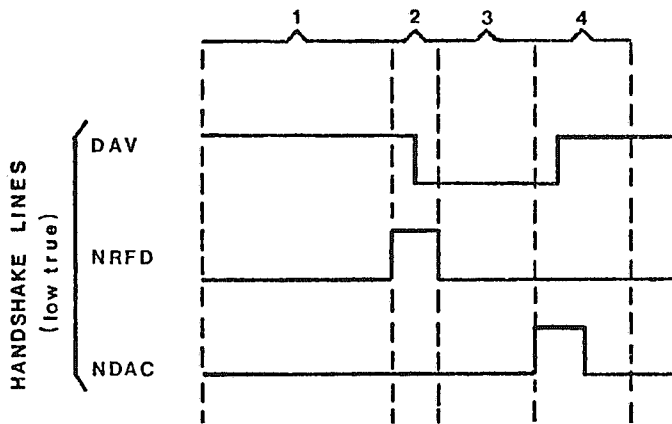 1 2 3 4
DAV
NRFD
NDAC
HANDSHAKE LINES
(low true)